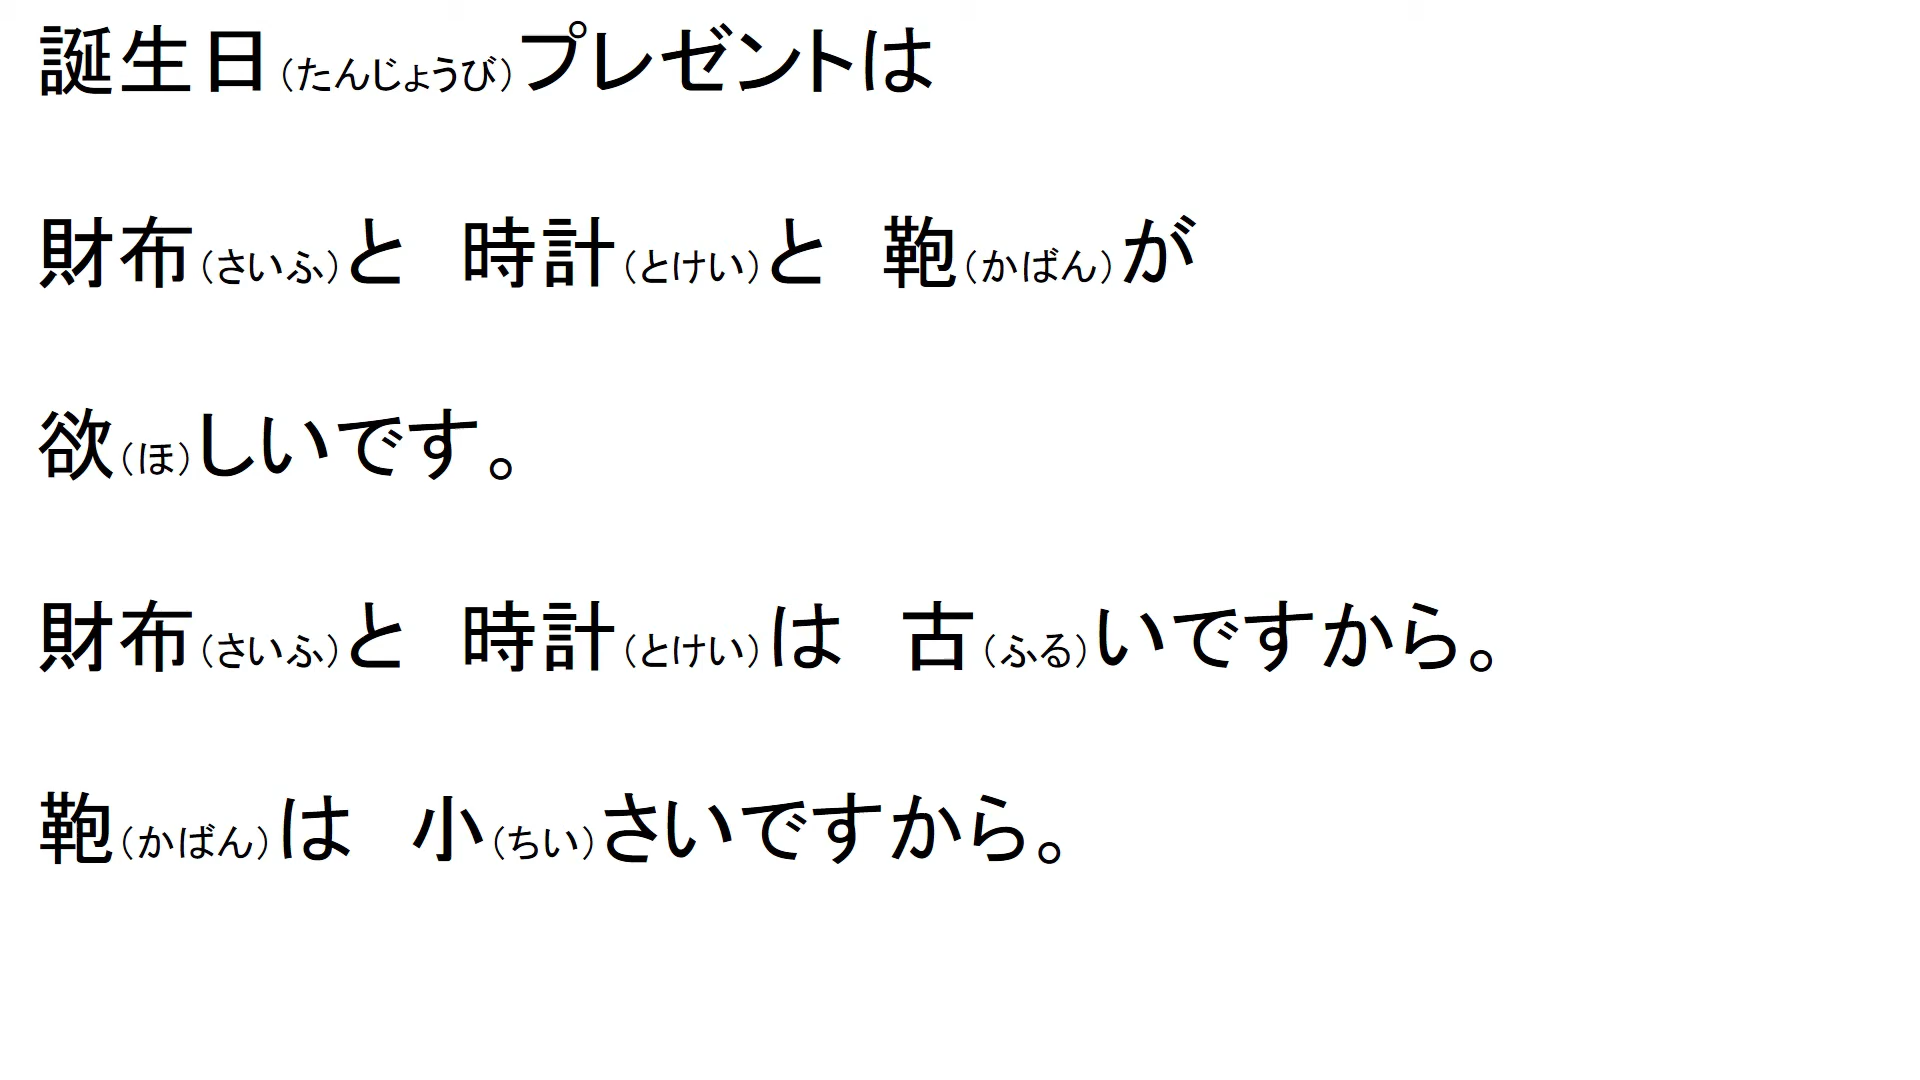 誕生日(たんじょうび)プレゼントは
財布(さいふ)と　時計(とけい)と　鞄(かばん)が
欲(ほ)しいです。
財布(さいふ)と　時計(とけい)は　古(ふる)いですから。
鞄(かばん)は　小(ちい)さいですから。